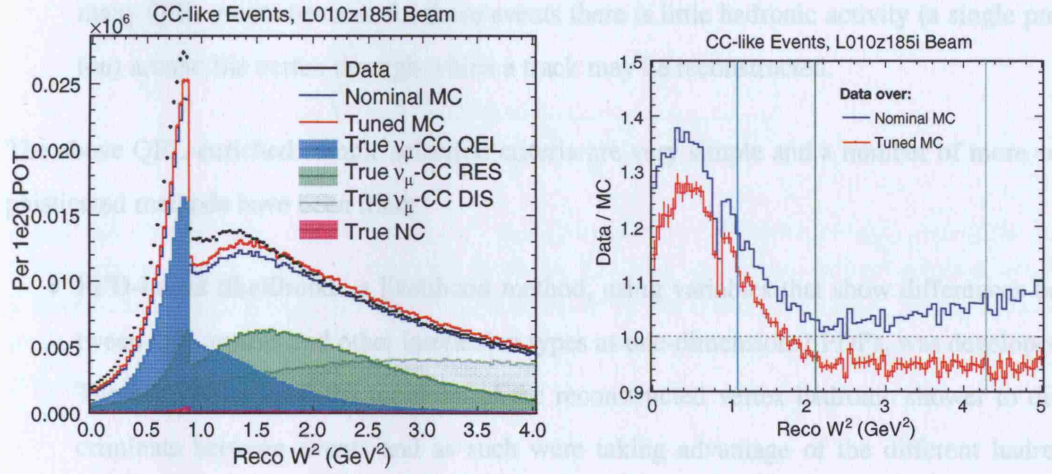 CC-like Events, L010z185i Beam
×10⁶
Per 1e20 POT
0.025
0.020
0.015
0.010
0.005
0.000
Data
Nominal MC
Tuned MC
True νμ-CC QEL
True νμ-CC RES
True νμ-CC DIS
True NC
0.0 0.5 1.0 1.5 2.0 2.5 3.0 3.5 4.0
Reco W² (GeV²)
CC-like Events, L010z185i Beam
Data / MC
1.5
1.4
1.3
1.2
1.1
1.0
0.9
Data over:
Nominal MC
Tuned MC
0 1 2 3 4 5
Reco W² (GeV²)